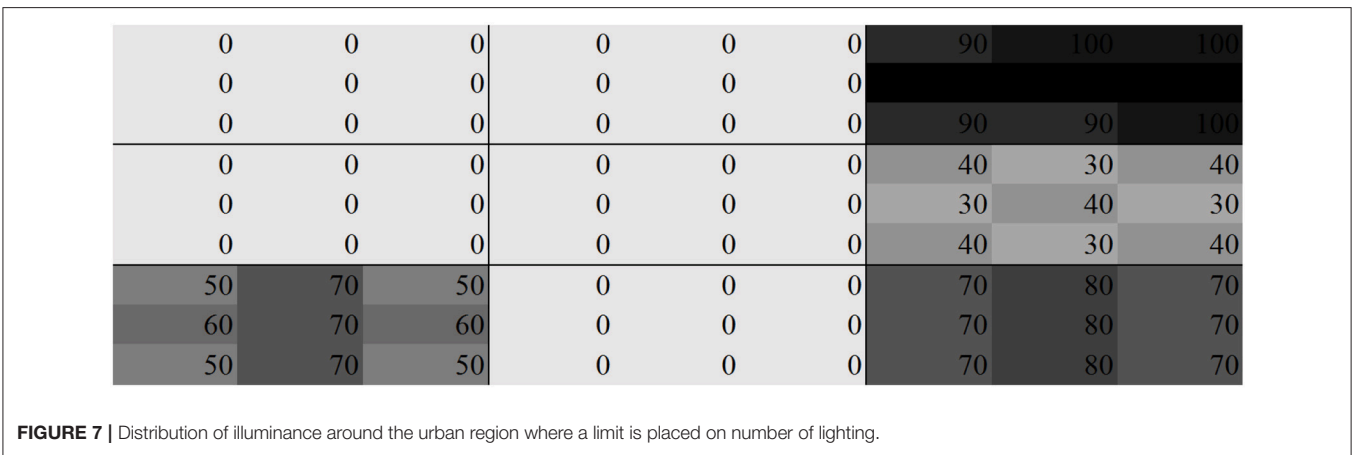 0 0 0 0 0 0 90 100 100
0 0 0 0 0 0
0 0 0 0 0 0 90 90 100
0 0 0 0 0 0 40 30 40
0 0 0 0 0 0 30 40 30
0 0 0 0 0 0 40 30 40
50 70 50 0 0 0 70 80 70
60 70 60 0 0 0 70 80 70
50 70 50 0 0 0 70 80 70
FIGURE 7 | Distribution of illuminance around the urban region where a limit is placed on number of lighting.